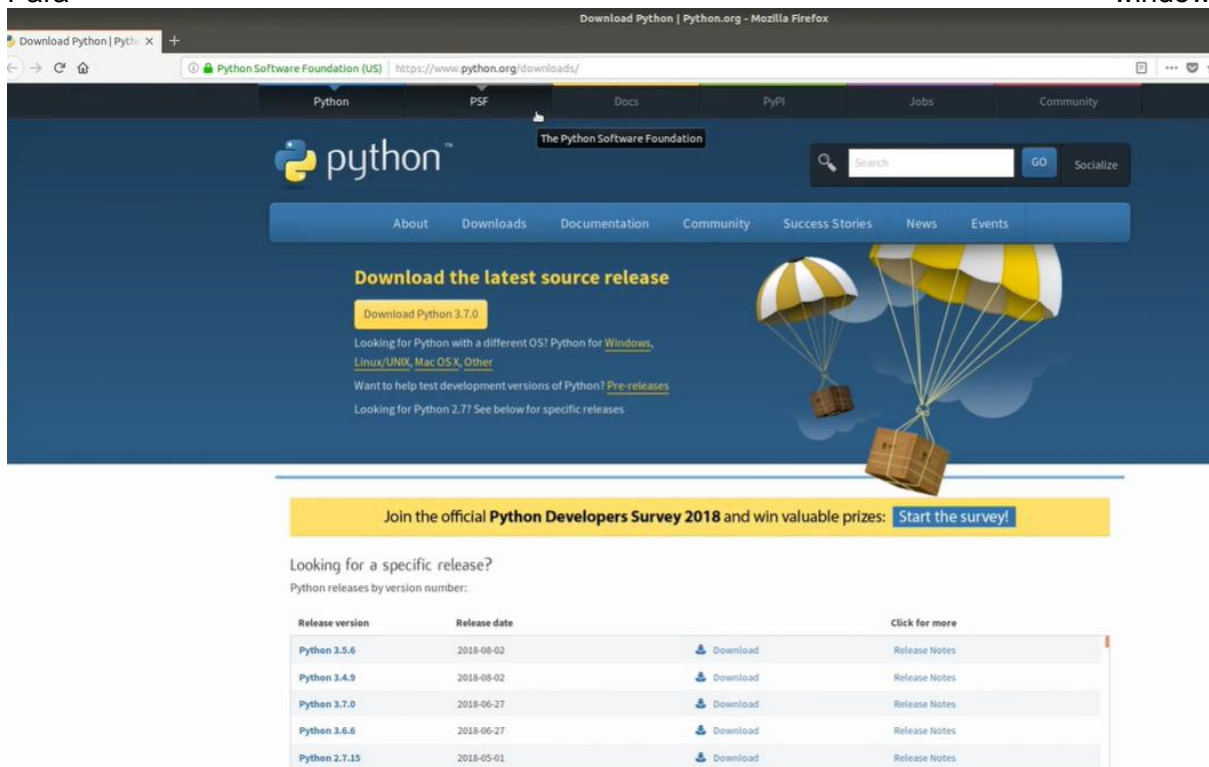 Download Python | Python.org - Mozilla Firefox
Download Python | Pyth
Python Software Foundation (US) https://www.python.org/downloads/
Python PSF Docs PyPI Jobs Community
The Python Software Foundation
python™
Search GO Socialize
About Downloads Documentation Community Success Stories News Events
Download the latest source release
Download Python 3.7.0
Looking for Python with a different OS? Python for Windows,
Linux/UNIX, Mac OS X, Other
Want to help test development versions of Python? Pre-releases
Looking for Python 2.7? See below for specific releases
Join the official Python Developers Survey 2018 and win valuable prizes: Start the survey!
Looking for a specific release?
Python releases by version number:
Release version Release date Click for more
Python 3.5.6 2018-08-02 Download Release Notes
Python 3.4.9 2018-08-02 Download Release Notes
Python 3.7.0 2018-06-27 Download Release Notes
Python 3.6.6 2018-06-27 Download Release Notes
Python 2.7.15 2018-05-01 Download Release Notes